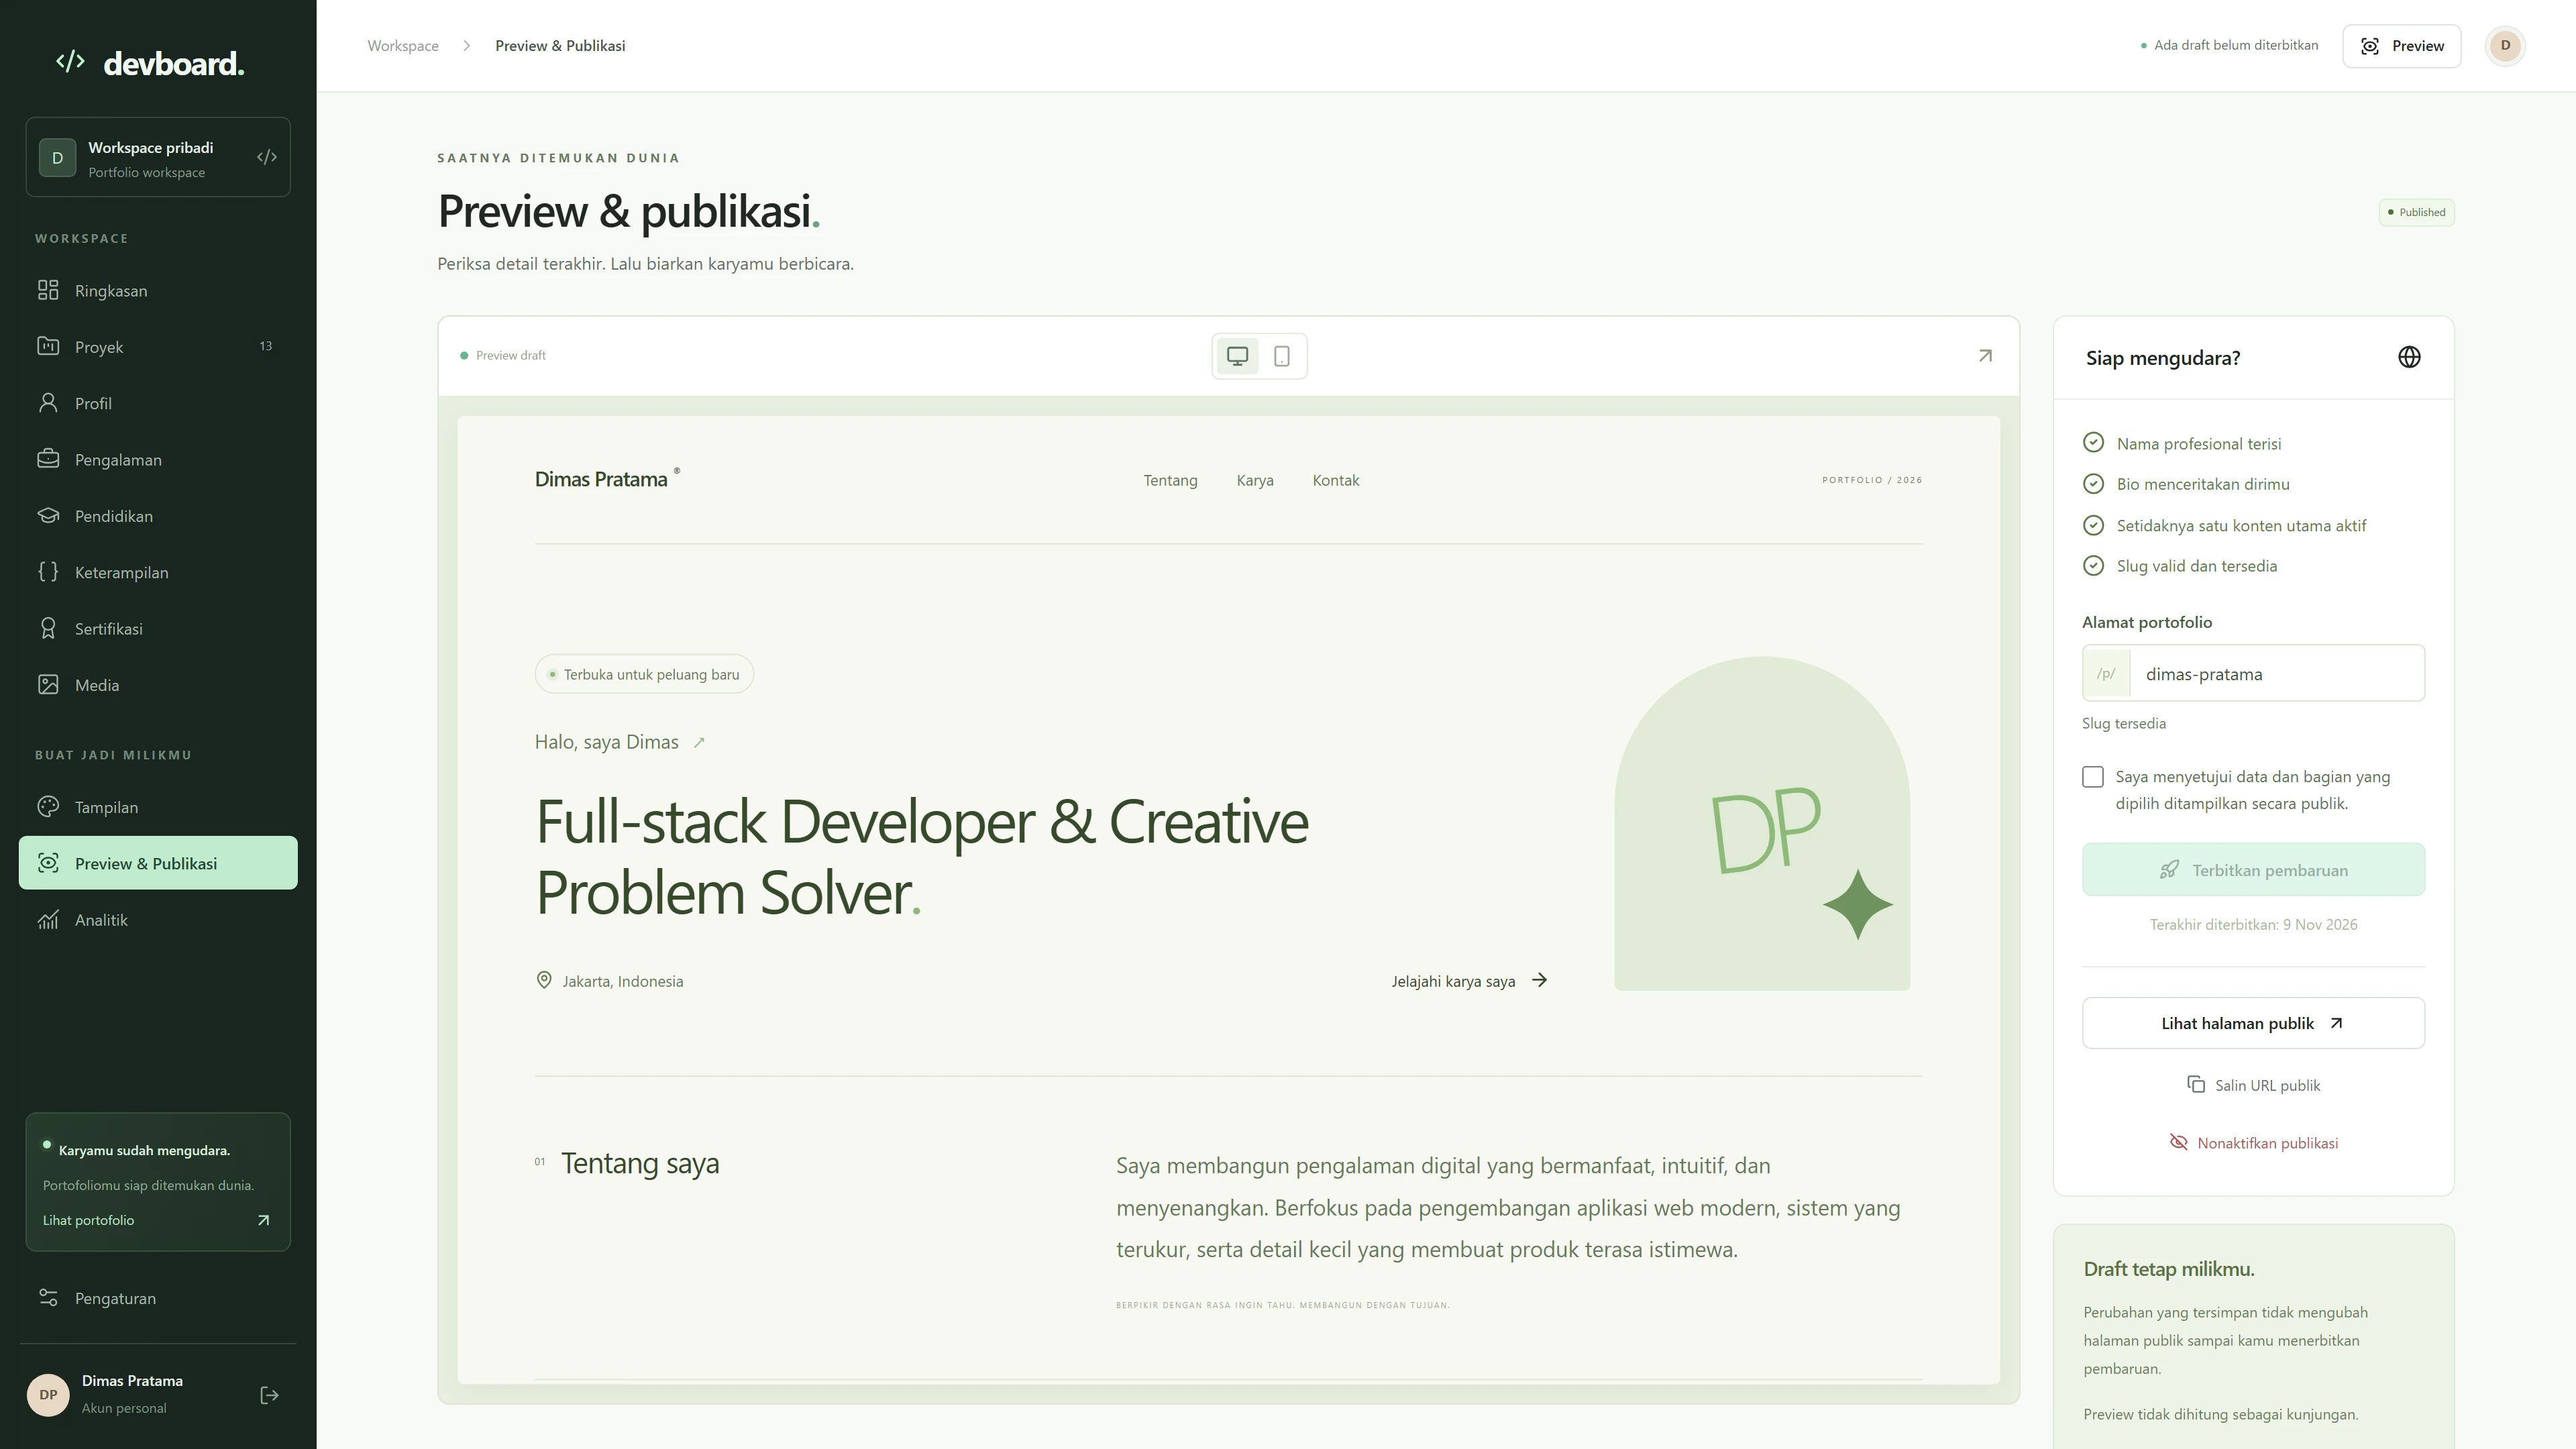 devboard.
D
Workspace pribadi
Portfolio workspace
WORKSPACE
Ringkasan
Proyek 13
Profil
Pengalaman
Pendidikan
Keterampilan
Sertifikasi
Media
BUAT JADI MILIKMU
Tampilan
Preview & Publikasi
Analitik
Karyamu sudah mengudara.
Portofoliomu siap ditemukan dunia.
Lihat portofolio
Pengaturan
DP
Dimas Pratama
Akun personal
Workspace
Preview & Publikasi
Ada draft belum diterbitkan
Preview
D
SAATNYA DITEMUKAN DUNIA
Preview & publikasi.
Periksa detail terakhir. Lalu biarkan karyamu berbicara.
Published
Preview draft
Dimas Pratama ®
Tentang
Karya
Kontak
PORTFOLIO / 2026
Terbuka untuk peluang baru
Halo, saya Dimas ↗
Full-stack Developer & Creative
Problem Solver.
Jakarta, Indonesia
Jelajahi karya saya
DP
01 Tentang saya
Saya membangun pengalaman digital yang bermanfaat, intuitif, dan
menyenangkan. Berfokus pada pengembangan aplikasi web modern, sistem yang
terukur, serta detail kecil yang membuat produk terasa istimewa.
BERPIKIR DENGAN RASA INGIN TAHU. MEMBANGUN DENGAN TUJUAN.
Siap mengudara?
Nama profesional terisi
Bio menceritakan dirimu
Setidaknya satu konten utama aktif
Slug valid dan tersedia
Alamat portofolio
/p/ dimas-pratama
Slug tersedia
Saya menyetujui data dan bagian yang
dipilih ditampilkan secara publik.
Terbitkan pembaruan
Terakhir diterbitkan: 9 Nov 2026
Lihat halaman publik
Salin URL publik
Nonaktifkan publikasi
Draft tetap milikmu.
Perubahan yang tersimpan tidak mengubah
halaman publik sampai kamu menerbitkan
pembaruan.
Preview tidak dihitung sebagai kunjungan.